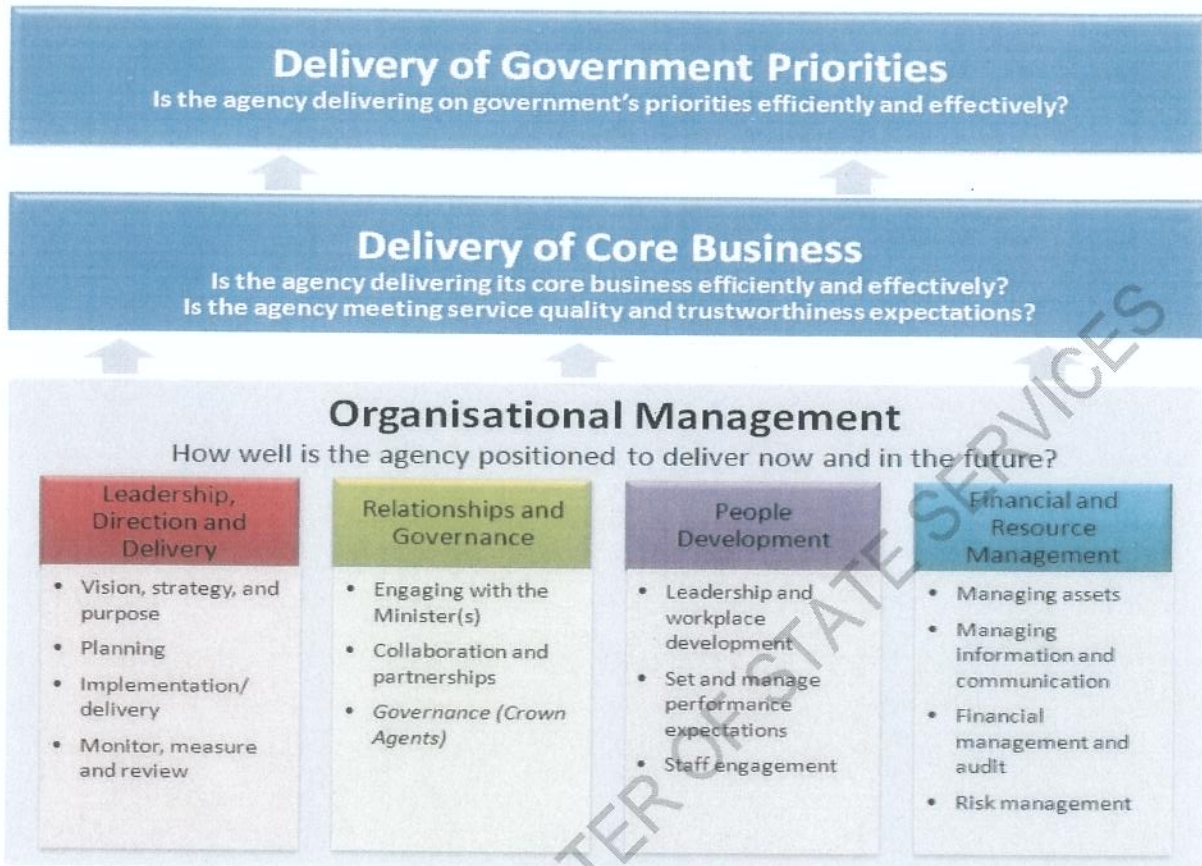 Delivery of Government Priorities
Is the agency delivering on government's priorities efficiently and effectively?
Delivery of Core Business
Is the agency delivering its core business efficiently and effectively?
Is the agency meeting service quality and trustworthiness expectations?
Organisational Management
How well is the agency positioned to deliver now and in the future?
Leadership,
Direction and
Delivery
• Vision, strategy, and
purpose
• Planning
• Implementation/
delivery
• Monitor, measure
and review
Relationships and
Governance
• Engaging with the
Minister(s)
• Collaboration and
partnerships
• Governance (Crown
Agents)
People
Development
• Leadership and
workplace
development
• Set and manage
performance
expectations
• Staff engagement
Financial and
Resource
Management
• Managing assets
• Managing
information and
communication
• Financial
management and
audit
• Risk management
OF STATE SERVICES